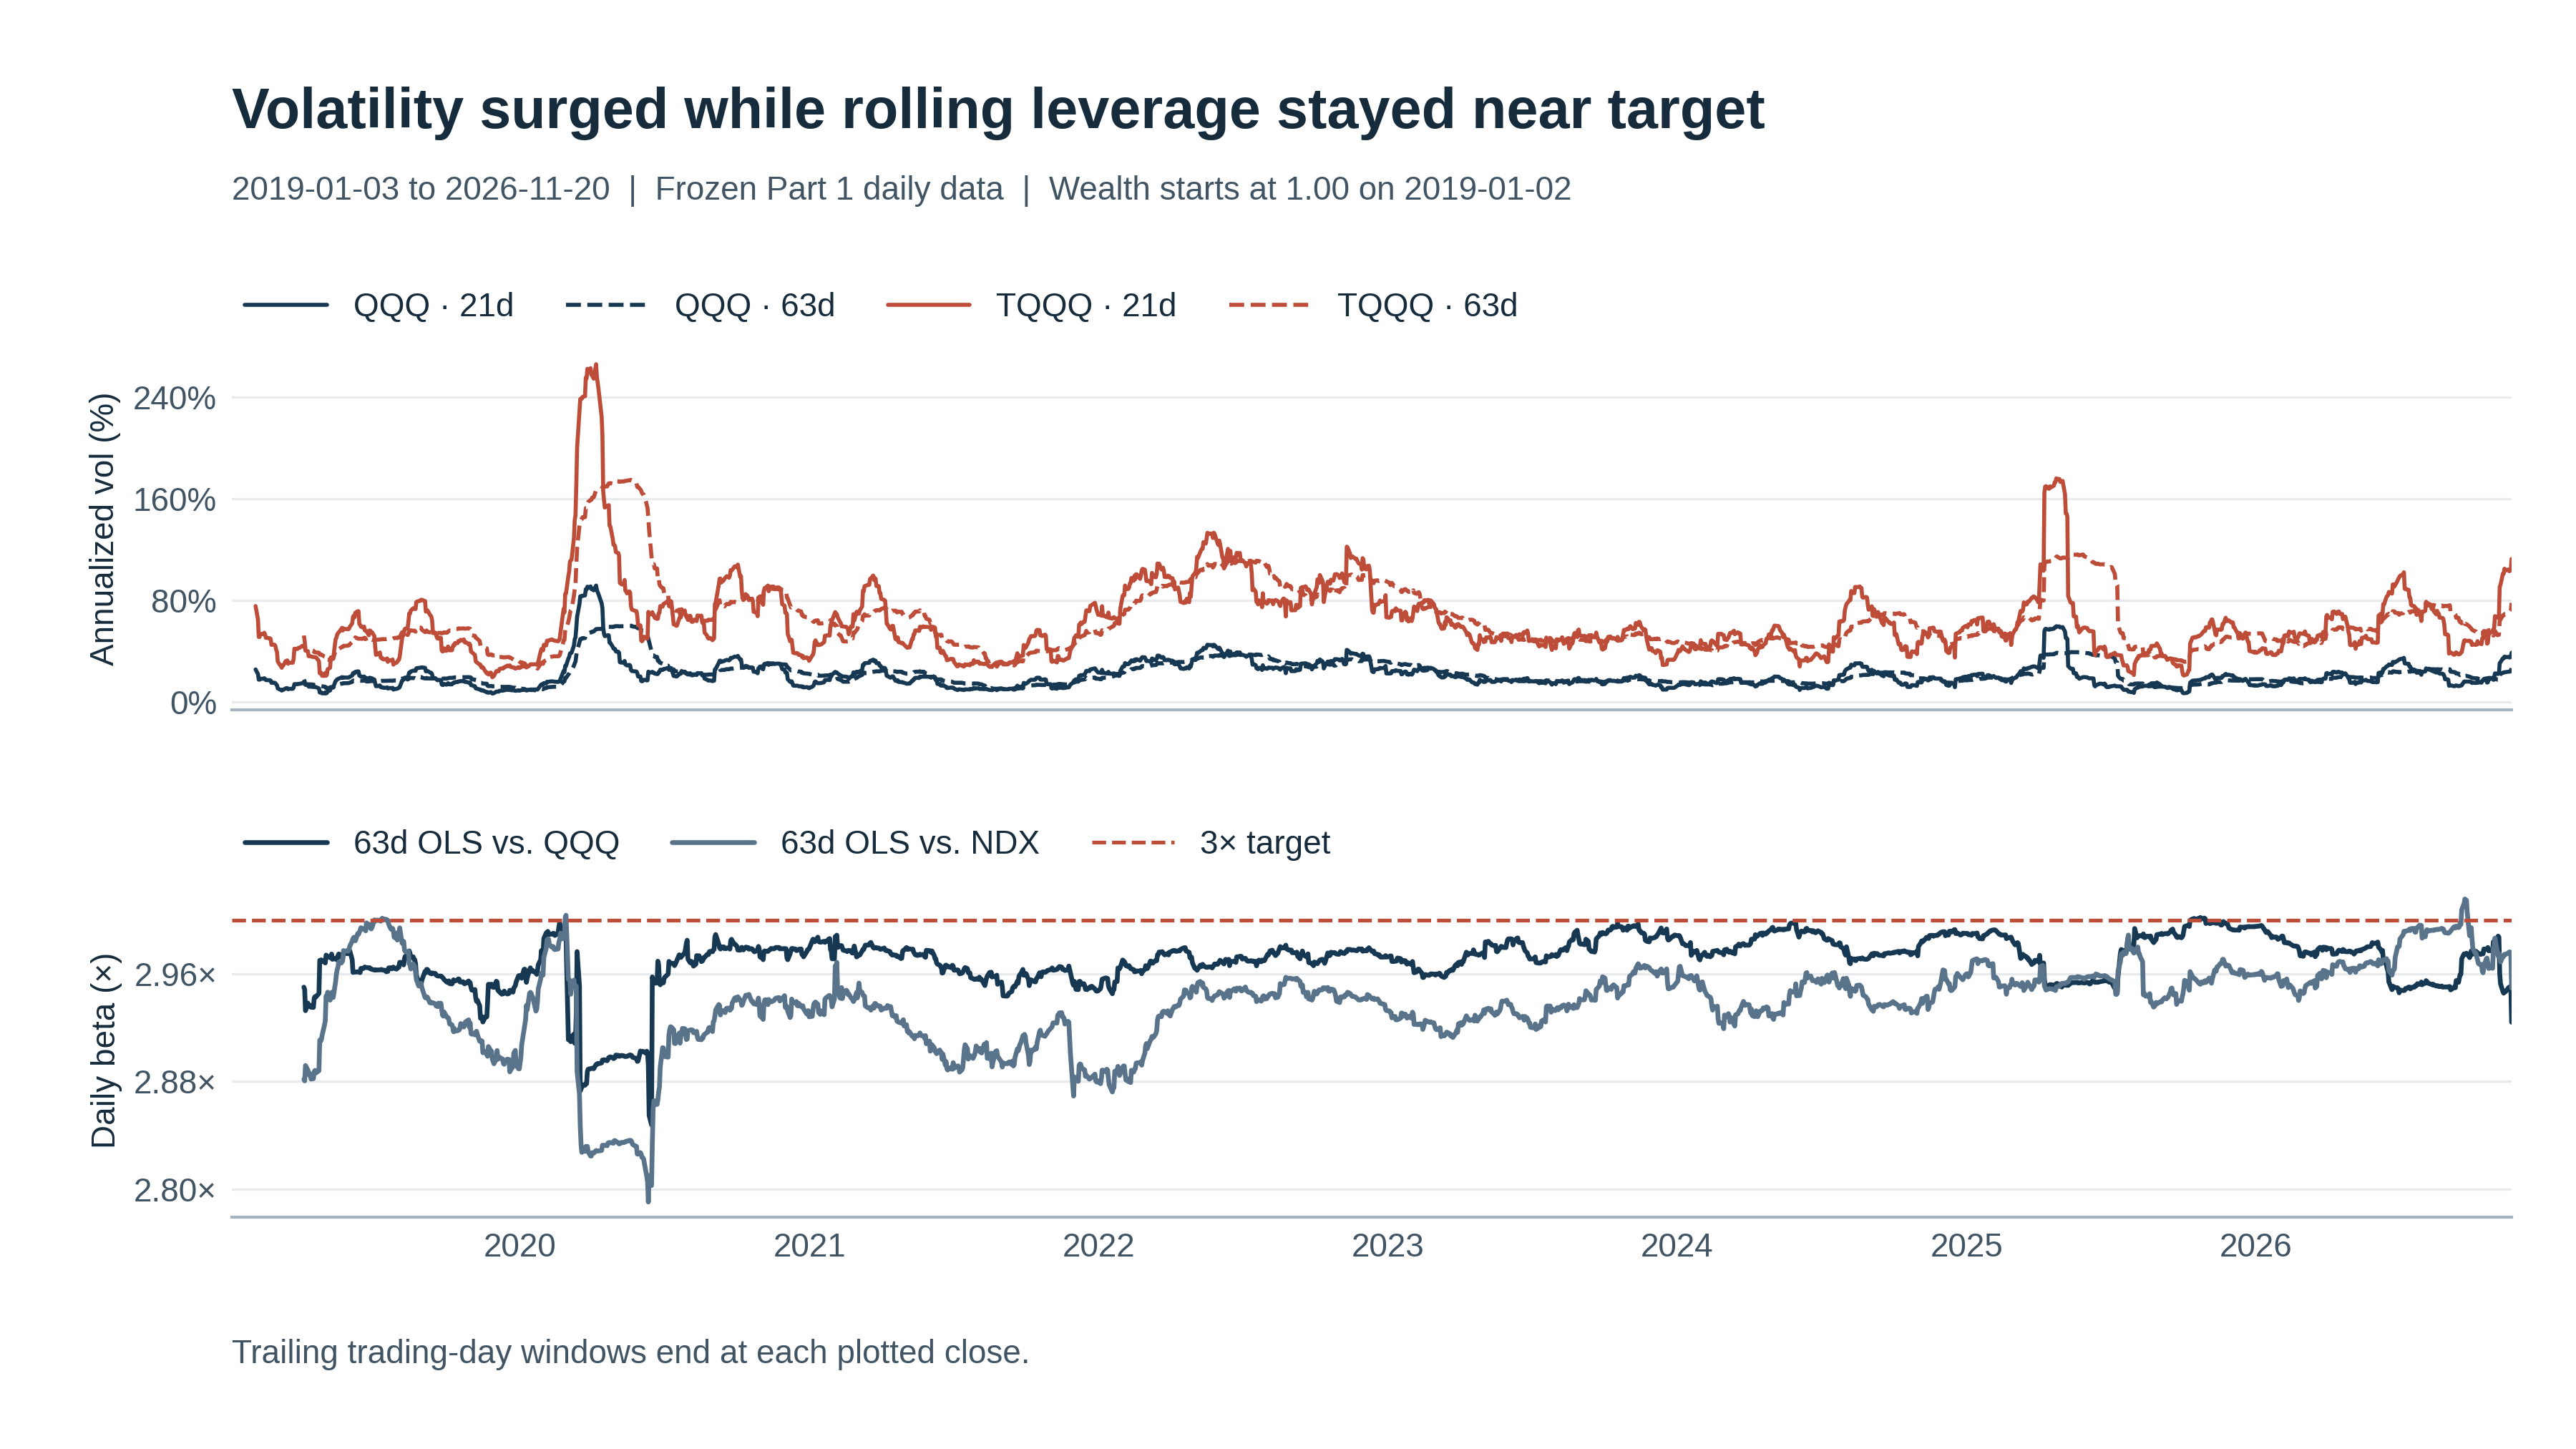 Volatility surged while rolling leverage stayed near target
2019-01-03 to 2026-11-20 | Frozen Part 1 daily data | Wealth starts at 1.00 on 2019-01-02
QQQ · 21d QQQ · 63d TQQQ · 21d TQQQ · 63d
Annualized vol (%)
240%
160%
80%
0%
63d OLS vs. QQQ 63d OLS vs. NDX 3× target
Daily beta (×)
2.96×
2.88×
2.80×
2020 2021 2022 2023 2024 2025 2026
Trailing trading-day windows end at each plotted close.